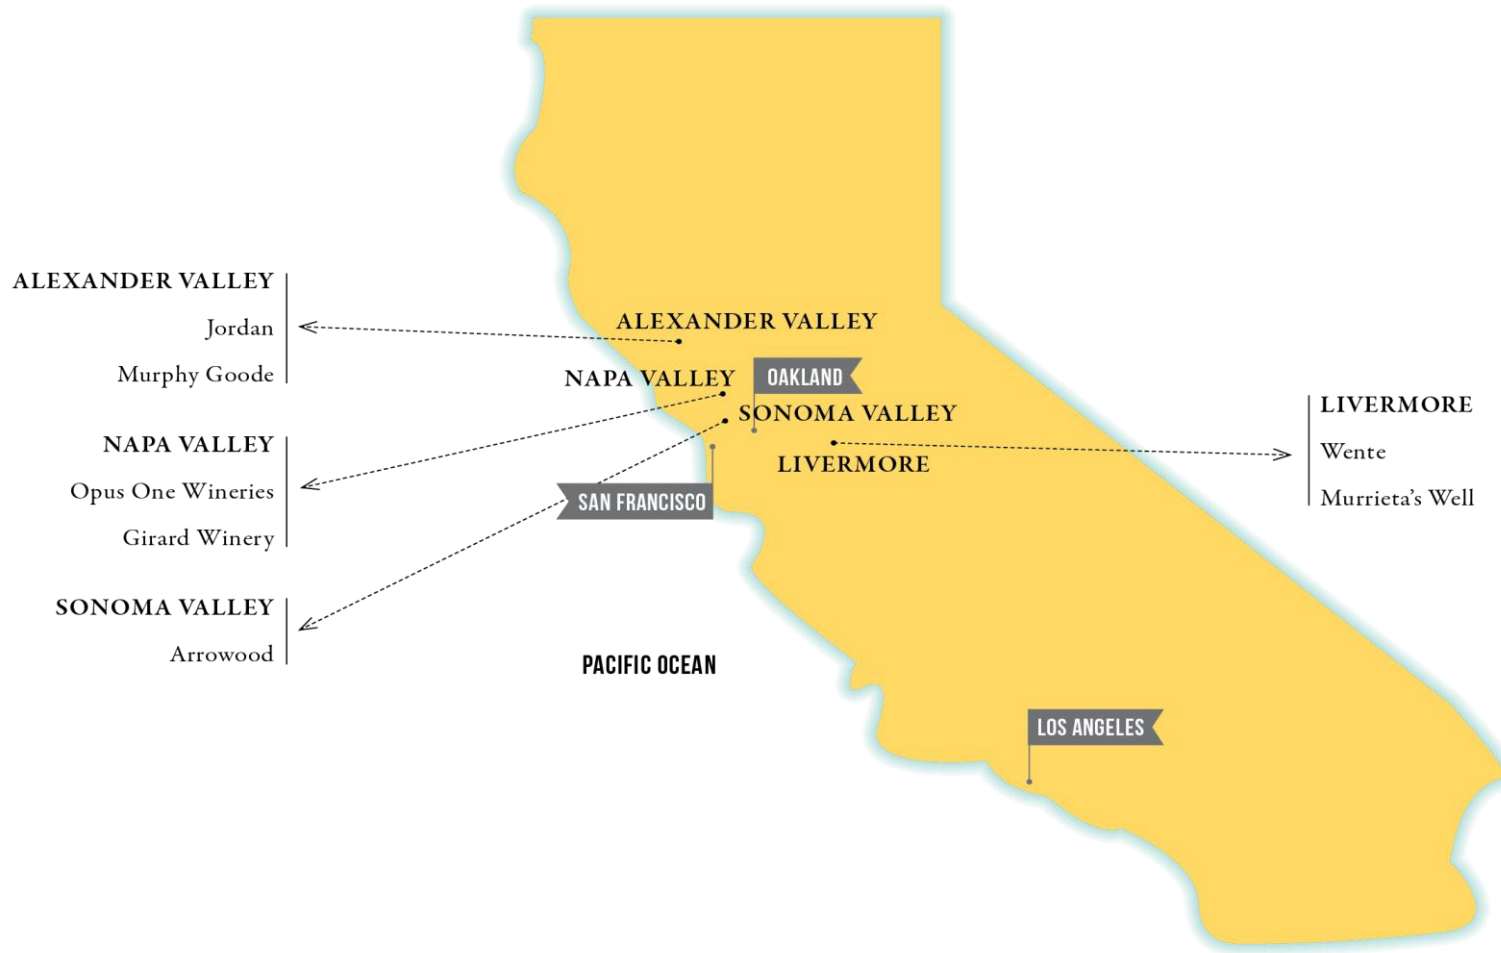 ALEXANDER VALLEY
Jordan
Murphy Goode
NAPA VALLEY
Opus One Wineries
Girard Winery
SONOMA VALLEY
Arrowood
ALEXANDER VALLEY
NAPA VALLEY
OAKLAND
SONOMA VALLEY
LIVERMORE
SAN FRANCISCO
PACIFIC OCEAN
LOS ANGELES
LIVERMORE
Wente
Murrieta’s Well